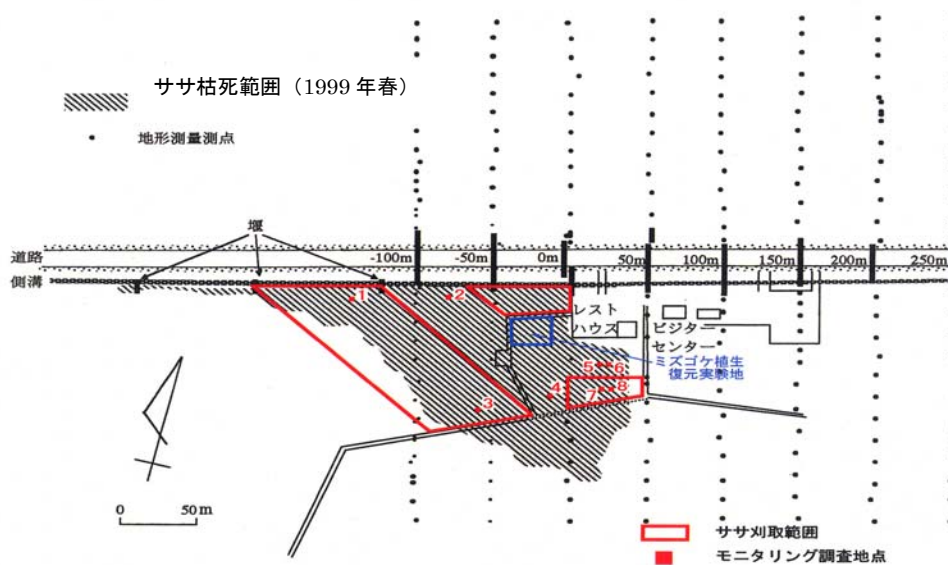 ササ枯死範囲（1999年春）
地形測量測点
堰
道路
-100m
-50m
0m
50m
100m
150m
200m
250m
側溝
1
2
レスト
ハウス
ビジター
センター
ミズゴケ植生
復元実験地
5
6
4
7
8
3
0
50m
ササ刈取範囲
モニタリング調査地点